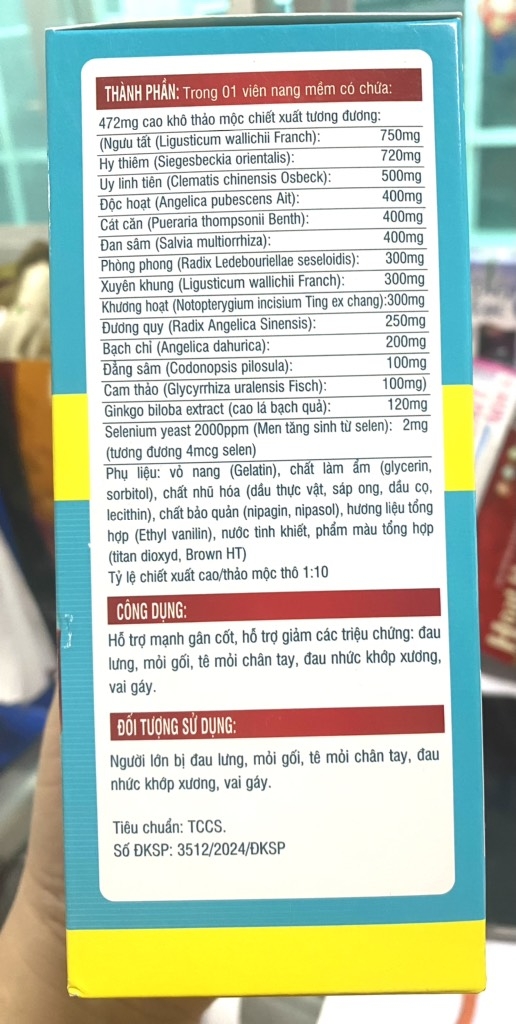 THÀNH PHẦN: Trong 01 viên nang mềm có chứa:
472mg cao khô thảo mộc chiết xuất tương đương:
(Ngưu tất (Ligusticum wallichii Franch): 750mg
Hy thiêm (Siegesbeckia orientalis): 720mg
Uy linh tiên (Clematis chinensis Osbeck): 500mg
Độc hoạt (Angelica pubescens Ait): 400mg
Cát căn (Pueraria thompsonii Benth): 400mg
Đan sâm (Salvia multiorrhiza): 400mg
Phòng phong (Radix Ledebouriellae seseloidis): 300mg
Xuyên khung (Ligusticum wallichii Franch): 300mg
Khương hoạt (Notopterygium incisium Ting ex chang):300mg
Đương quy (Radix Angelica Sinensis): 250mg
Bạch chỉ (Angelica dahurica): 200mg
Đẳng sâm (Codonopsis pilosula): 100mg
Cam thảo (Glycyrrhiza uralensis Fisch): 100mg)
Ginkgo biloba extract (cao lá bạch quả): 120mg
Selenium yeast 2000ppm (Men tăng sinh từ selen): 2mg
(tương đương 4mcg selen)
Phụ liệu: vỏ nang (Gelatin), chất làm ẩm (glycerin,
sorbitol), chất nhũ hóa (dầu thực vật, sáp ong, dầu cọ,
lecithin), chất bảo quản (nipagin, nipasol), hương liệu tổng
hợp (Ethyl vanilin), nước tinh khiết, phẩm màu tổng hợp
(titan dioxyd, Brown HT)
Tỷ lệ chiết xuất cao/thảo mộc thô 1:10
CÔNG DỤNG:
Hỗ trợ mạnh gân cốt, hỗ trợ giảm các triệu chứng: đau
lưng, mỏi gối, tê mỏi chân tay, đau nhức khớp xương,
vai gáy.
ĐỐI TƯỢNG SỬ DỤNG:
Người lớn bị đau lưng, mỏi gối, tê mỏi chân tay, đau
nhức khớp xương, vai gáy.
Tiêu chuẩn: TCCS.
Số ĐKSP: 3512/2024/ĐKSP